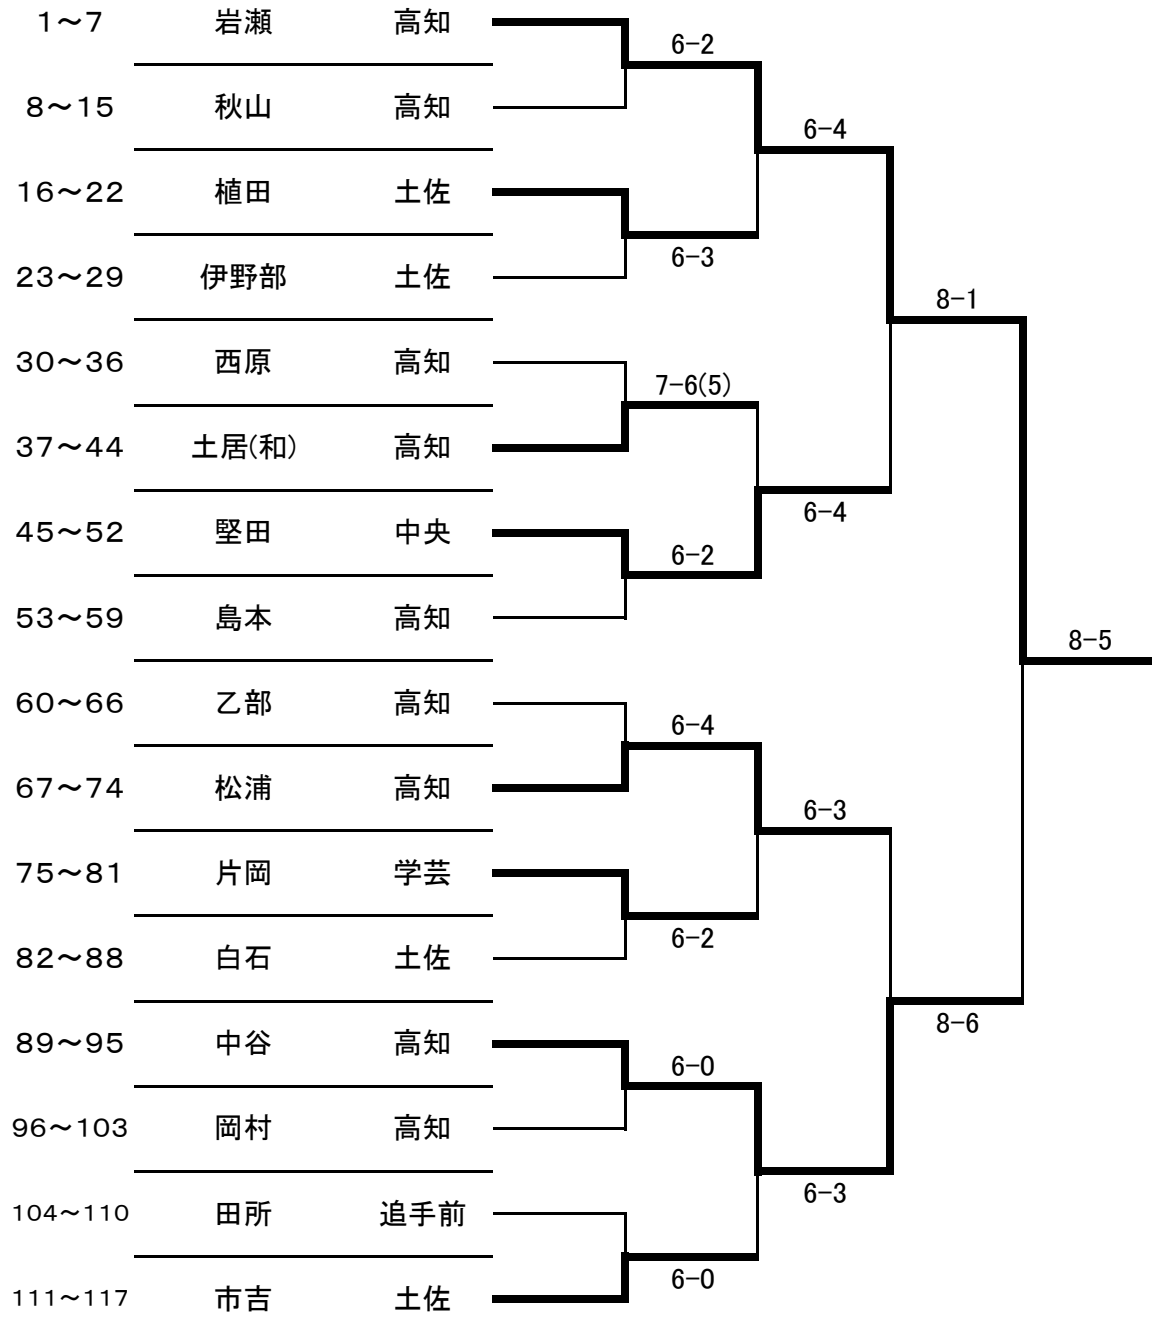 1～7 岩瀬 高知
6-2
8～15 秋山 高知
6-4
16～22 植田 土佐
6-3
23～29 伊野部 土佐
8-1
30～36 西原 高知
7-6(5)
37～44 土居(和) 高知
6-4
45～52 堅田 中央
6-2
53～59 島本 高知
8-5
60～66 乙部 高知
6-4
67～74 松浦 高知
6-3
75～81 片岡 学芸
6-2
82～88 白石 土佐
8-6
89～95 中谷 高知
6-0
96～103 岡村 高知
6-3
104～110 田所 追手前
6-0
111～117 市吉 土佐